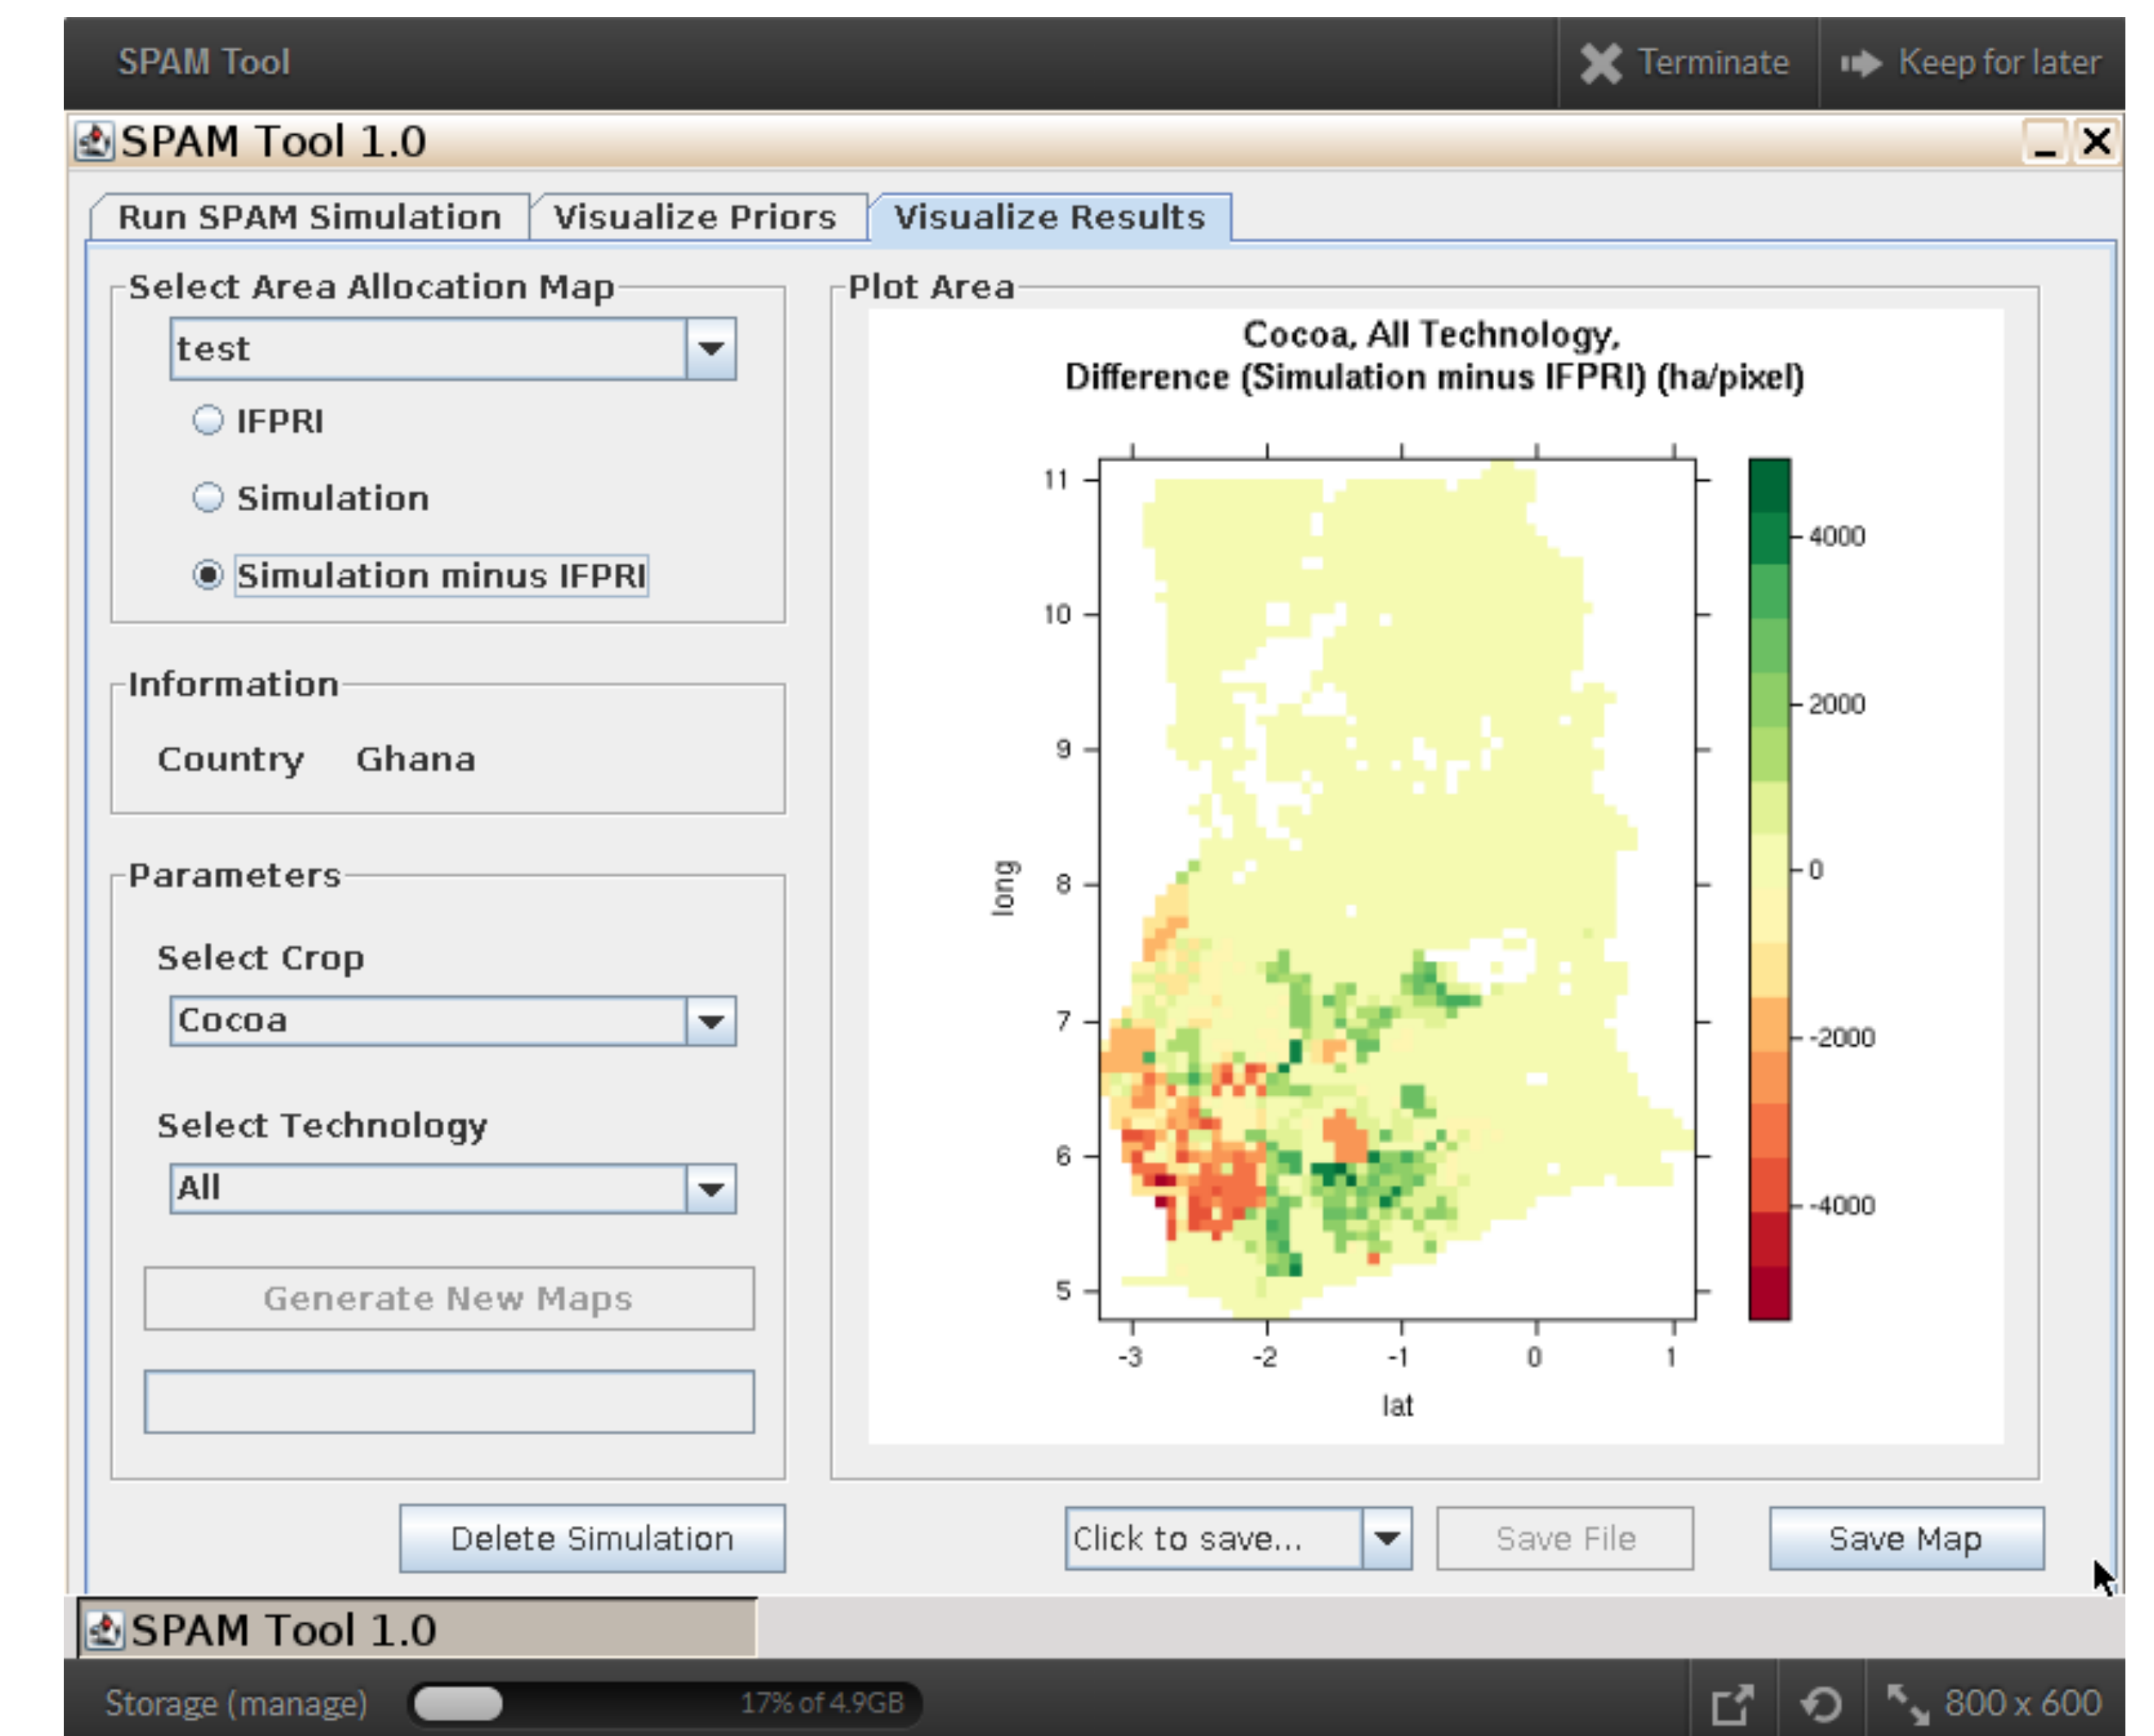 SPAM Tool
Terminate
Keep for later
SPAM Tool 1.0
Run SPAM Simulation
Visualize Priors
Visualize Results
Select Area Allocation Map
test
IFPRI
Simulation
Simulation minus IFPRI
Information
Country Ghana
Parameters
Select Crop
Cocoa
Select Technology
All
Generate New Maps
Delete Simulation
Plot Area
Cocoa, All Technology,
Difference (Simulation minus IFPRI) (ha/pixel)
11
10
9
8
7
6
5
long
-3 -2 -1 0 1
lat
4000
2000
0
-2000
-4000
Click to save...
Save File
Save Map
SPAM Tool 1.0
Storage (manage)
17% of 4.9GB
800 x 600